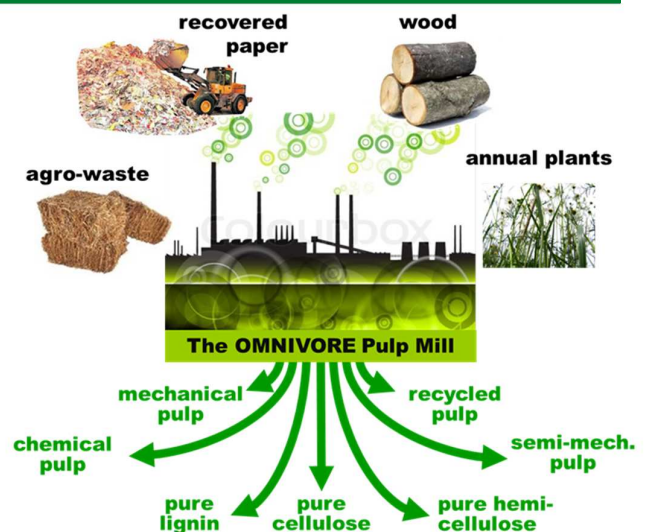 recovered
paper
wood
agro-waste
annual plants
colourbox
The OMNIVORE Pulp Mill
mechanical
pulp
recycled
pulp
chemical
pulp
semi-mech.
pulp
pure
lignin
pure
cellulose
pure hemi-
cellulose